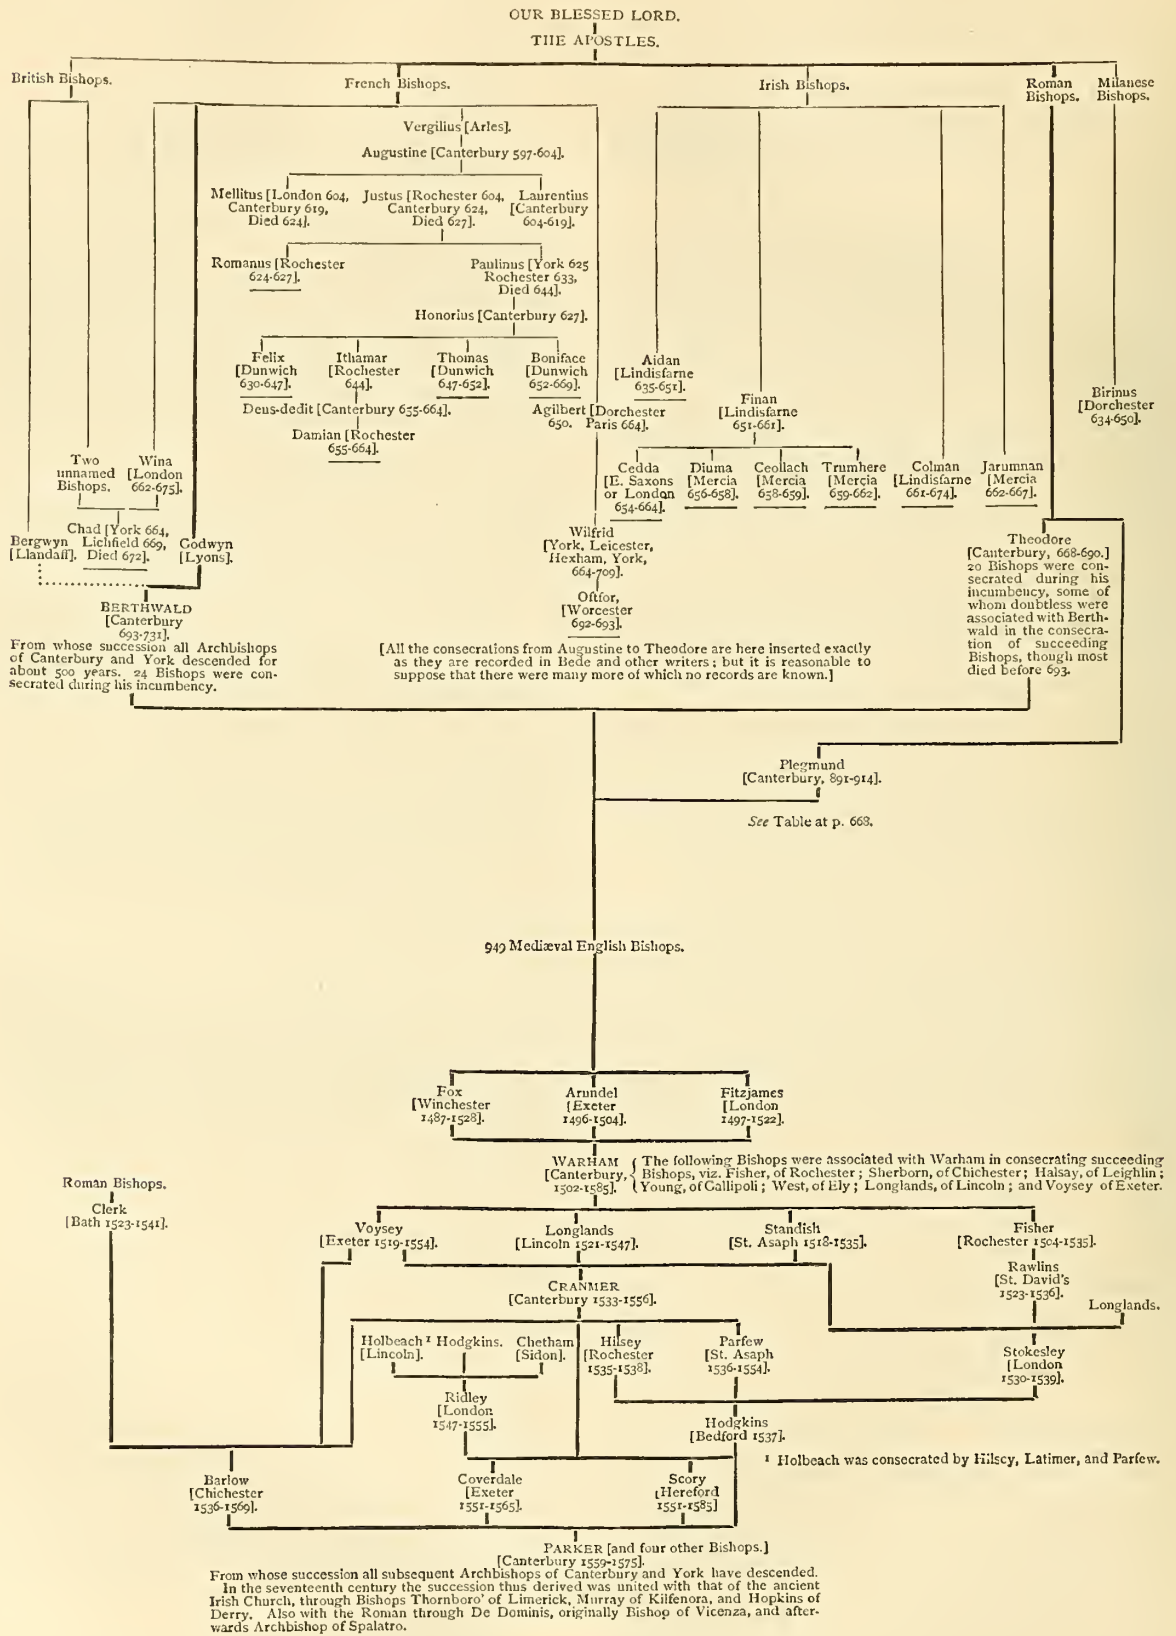 OUR BLESSED LORD.
THE APOSTLES.
British Bishops.
French Bishops.
Irish Bishops.
Roman
Bishops.
Milanese
Bishops.
Vergilius [Arles].
Augustine [Canterbury 597-604].
Mellitus [London 604,
Canterbury 619,
Died 624].
Justus [Rochester 604,
Canterbury 624,
Died 627].
Laurentius
[Canterbury
604-619].
Romanus [Rochester
624-627].
Paulinus [York 625
Rochester 633,
Died 644].
Honorius [Canterbury 627].
Felix
[Dunwich
630-647].
Ithamar
[Rochester
644].
Thomas
[Dunwich
647-652].
Boniface
[Dunwich
652-669].
Aidan
[Lindisfarne
635-651].
Finan
[Lindisfarne
651-661].
Birinus
[Dorchester
634-650].
Deus-dedit [Canterbury 655-664].
Agilbert [Dorchester
650. Paris 664].
Damian [Rochester
655-664].
Two
unnamed
Bishops.
Wina
[London
662-675].
Cedda
[E. Saxons
or London
654-664].
Diuma
[Mercia
656-658].
Ceollach
[Mercia
658-659].
Trumhere
[Mercia
659-662].
Colman
[Lindisfarne
661-674].
Jarumnan
[Mercia
662-667].
Bergwyn
[Llandaff].
Chad [York 664,
Lichfield 669,
Died 672].
Godwyn
[Lyons].
Wilfrid
[York, Leicester,
Hexham, York,
664-709].
Oftfor,
[Worcester
692-693].
Theodore
[Canterbury, 668-690.]
20 Bishops were con-
secrated during his
incumbency, some of
whom doubtless were
associated with Berth-
wald in the consecra-
tion of succeeding
Bishops, though most
died before 693.
BERTHWALD
[Canterbury
693-731].
From whose succession all Archbishops
of Canterbury and York descended for
about 500 years. 24 Bishops were con-
secrated during his incumbency.
[All the consecrations from Augustine to Theodore are here inserted exactly
as they are recorded in Bede and other writers; but it is reasonable to
suppose that there were many more of which no records are known.]
Plegmund
[Canterbury, 891-914].
See Table at p. 668.
949 Mediæval English Bishops.
Fox
[Winchester
1487-1528].
Arundel
[Exeter
1496-1504].
Fitzjames
[London
1497-1522].
WARHAM
[Canterbury,
1502-1585].
The following Bishops were associated with Warham in consecrating succeeding
Bishops, viz. Fisher, of Rochester; Sherborn, of Chichester; Halsay, of Leighlin;
Young, of Gallipoli; West, of Ely; Longlands, of Lincoln; and Voysey of Exeter.
Roman Bishops.
Clerk
[Bath 1523-1541].
Voysey
[Exeter 1519-1554].
Longlands
[Lincoln 1521-1547].
Standish
[St. Asaph 1518-1535].
Fisher
[Rochester 1504-1535].
Rawlins
[St. David's
1523-1536].
Longlands.
CRANMER
[Canterbury 1533-1556].
Holbeach 1
[Lincoln].
Hodgkins.
Chetham
[Sidon].
Hilsey
[Rochester
1535-1538].
Parfew
[St. Asaph
1536-1554].
Stokesley
[London
1530-1539].
Ridley
[London
1547-1555].
Hodgkins
[Bedford 1537].
1 Holbeach was consecrated by Hilsey, Latimer, and Parfew.
Barlow
[Chichester
1536-1569].
Coverdale
[Exeter
1551-1565].
Scory
[Hereford
1551-1585]
PARKER [and four other Bishops.]
[Canterbury 1559-1575].
From whose succession all subsequent Archbishops of Canterbury and York have descended.
In the seventeenth century the succession thus derived was united with that of the ancient
Irish Church, through Bishops Thornboro' of Limerick, Murray of Kilfenora, and Hopkins of
Derry. Also with the Roman through De Dominis, originally Bishop of Vicenza, and after-
wards Archbishop of Spalatro.